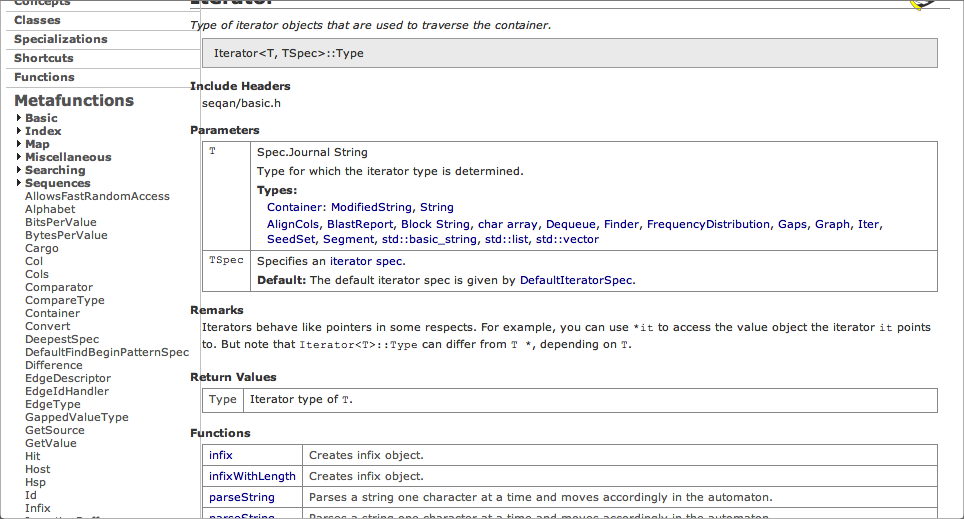 Concepts
Classes
Specializations
Shortcuts
Functions
Metafunctions
Basic
Index
Map
Miscellaneous
Searching
Sequences
AllowsFastRandomAccess
Alphabet
BitsPerValue
BytesPerValue
Cargo
Col
Cols
Comparator
CompareType
Container
Convert
DeepestSpec
DefaultFindBeginPatternSpec
Difference
EdgeDescriptor
EdgeIdHandler
EdgeType
GappedValueType
GetSource
GetValue
Hit
Host
Hsp
Id
Infix
Iterator
Type of iterator objects that are used to traverse the container.
Iterator<T, TSpec>::Type
Include Headers
seqan/basic.h
Parameters
T
Spec.Journal String
Type for which the iterator type is determined.
Types:
Container: ModifiedString, String
AlignCols, BlastReport, Block String, char array, Dequeue, Finder, FrequencyDistribution, Gaps, Graph, Iter,
SeedSet, Segment, std::basic_string, std::list, std::vector
TSpec
Specifies an iterator spec.
Default: The default iterator spec is given by DefaultIteratorSpec.
Remarks
Iterators behave like pointers in some respects. For example, you can use *it to access the value object the iterator it points
to. But note that Iterator<T>::Type can differ from T *, depending on T.
Return Values
Type Iterator type of T.
Functions
infix Creates infix object.
infixWithLength Creates infix object.
parseString Parses a string one character at a time and moves accordingly in the automaton.
parseString Parses a string one character at a time and moves accordingly in the automaton.